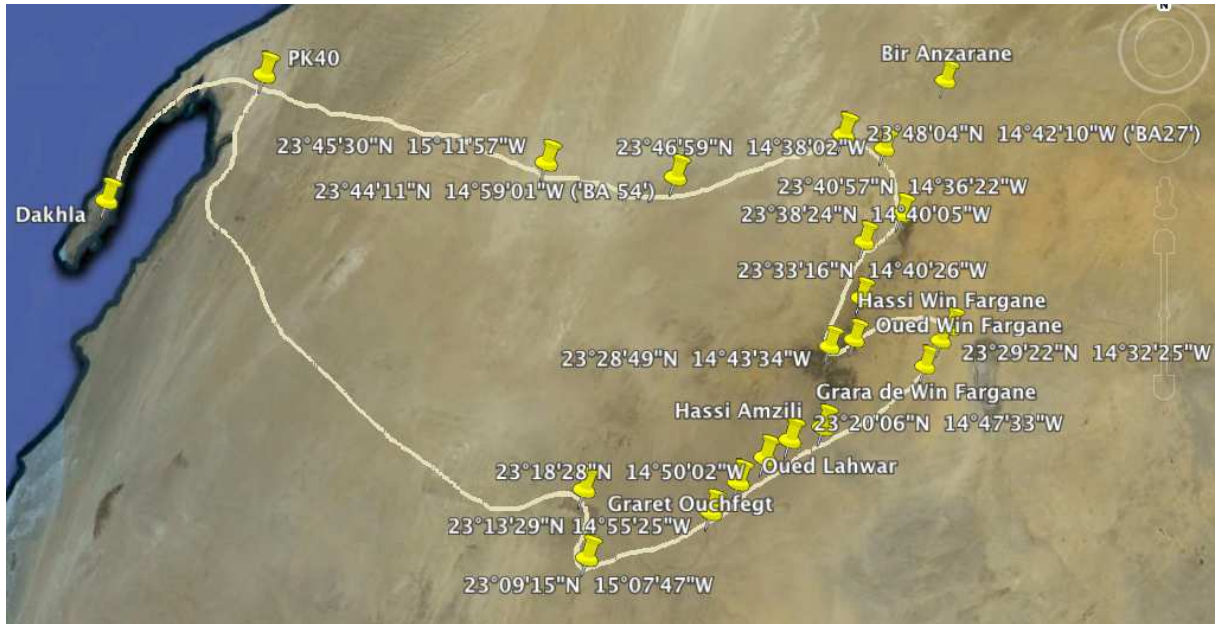 N
PK40
Bir Anzarane
23°45'30"N 15°11'57"W
23°46'59"N 14°38'02"W
23°48'04"N 14°42'10"W ('BA27')
23°44'11"N 14°59'01"W ('BA 54')
23°40'57"N 14°36'22"W
Dakhla
23°38'24"N 14°40'05"W
23°33'16"N 14°40'26"W
Hassi Win Fargane
Oued Win Fargane
23°28'49"N 14°43'34"W
23°29'22"N 14°32'25"W
Grara de Win Fargane
Hassi Amzili
23°20'06"N 14°47'33"W
23°18'28"N 14°50'02"W
Oued Lahwar
Graret Ouchfegt
23°13'29"N 14°55'25"W
23°09'15"N 15°07'47"W